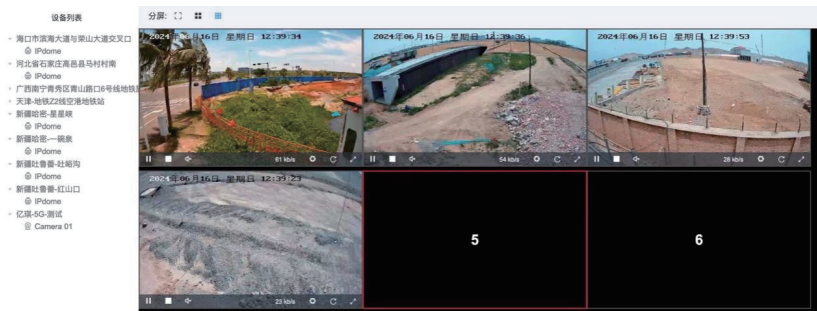 设备列表
海口市滨海大道与荣山大道交叉口
IPdome
河北省石家庄高邑县马村村南
IPdome
广西南宁青秀区青山路口6号线地铁
天津-地铁Z2线空港地铁站
新疆哈密-星星峡
IPdome
新疆哈密-一碗泉
IPdome
新疆吐鲁番-吐峪沟
IPdome
新疆吐鲁番-红山口
IPdome
亿琪-5G-测试
Camera 01
分屏:
2024年06月16日 星期日 12:39:34
61 kb/s
2024年06月16日 星期日 12:39:36
54 kb/s
2024年06月16日 星期日 12:39:53
28 kb/s
2024年06月16日 星期日 12:39:23
23 kb/s
5
6